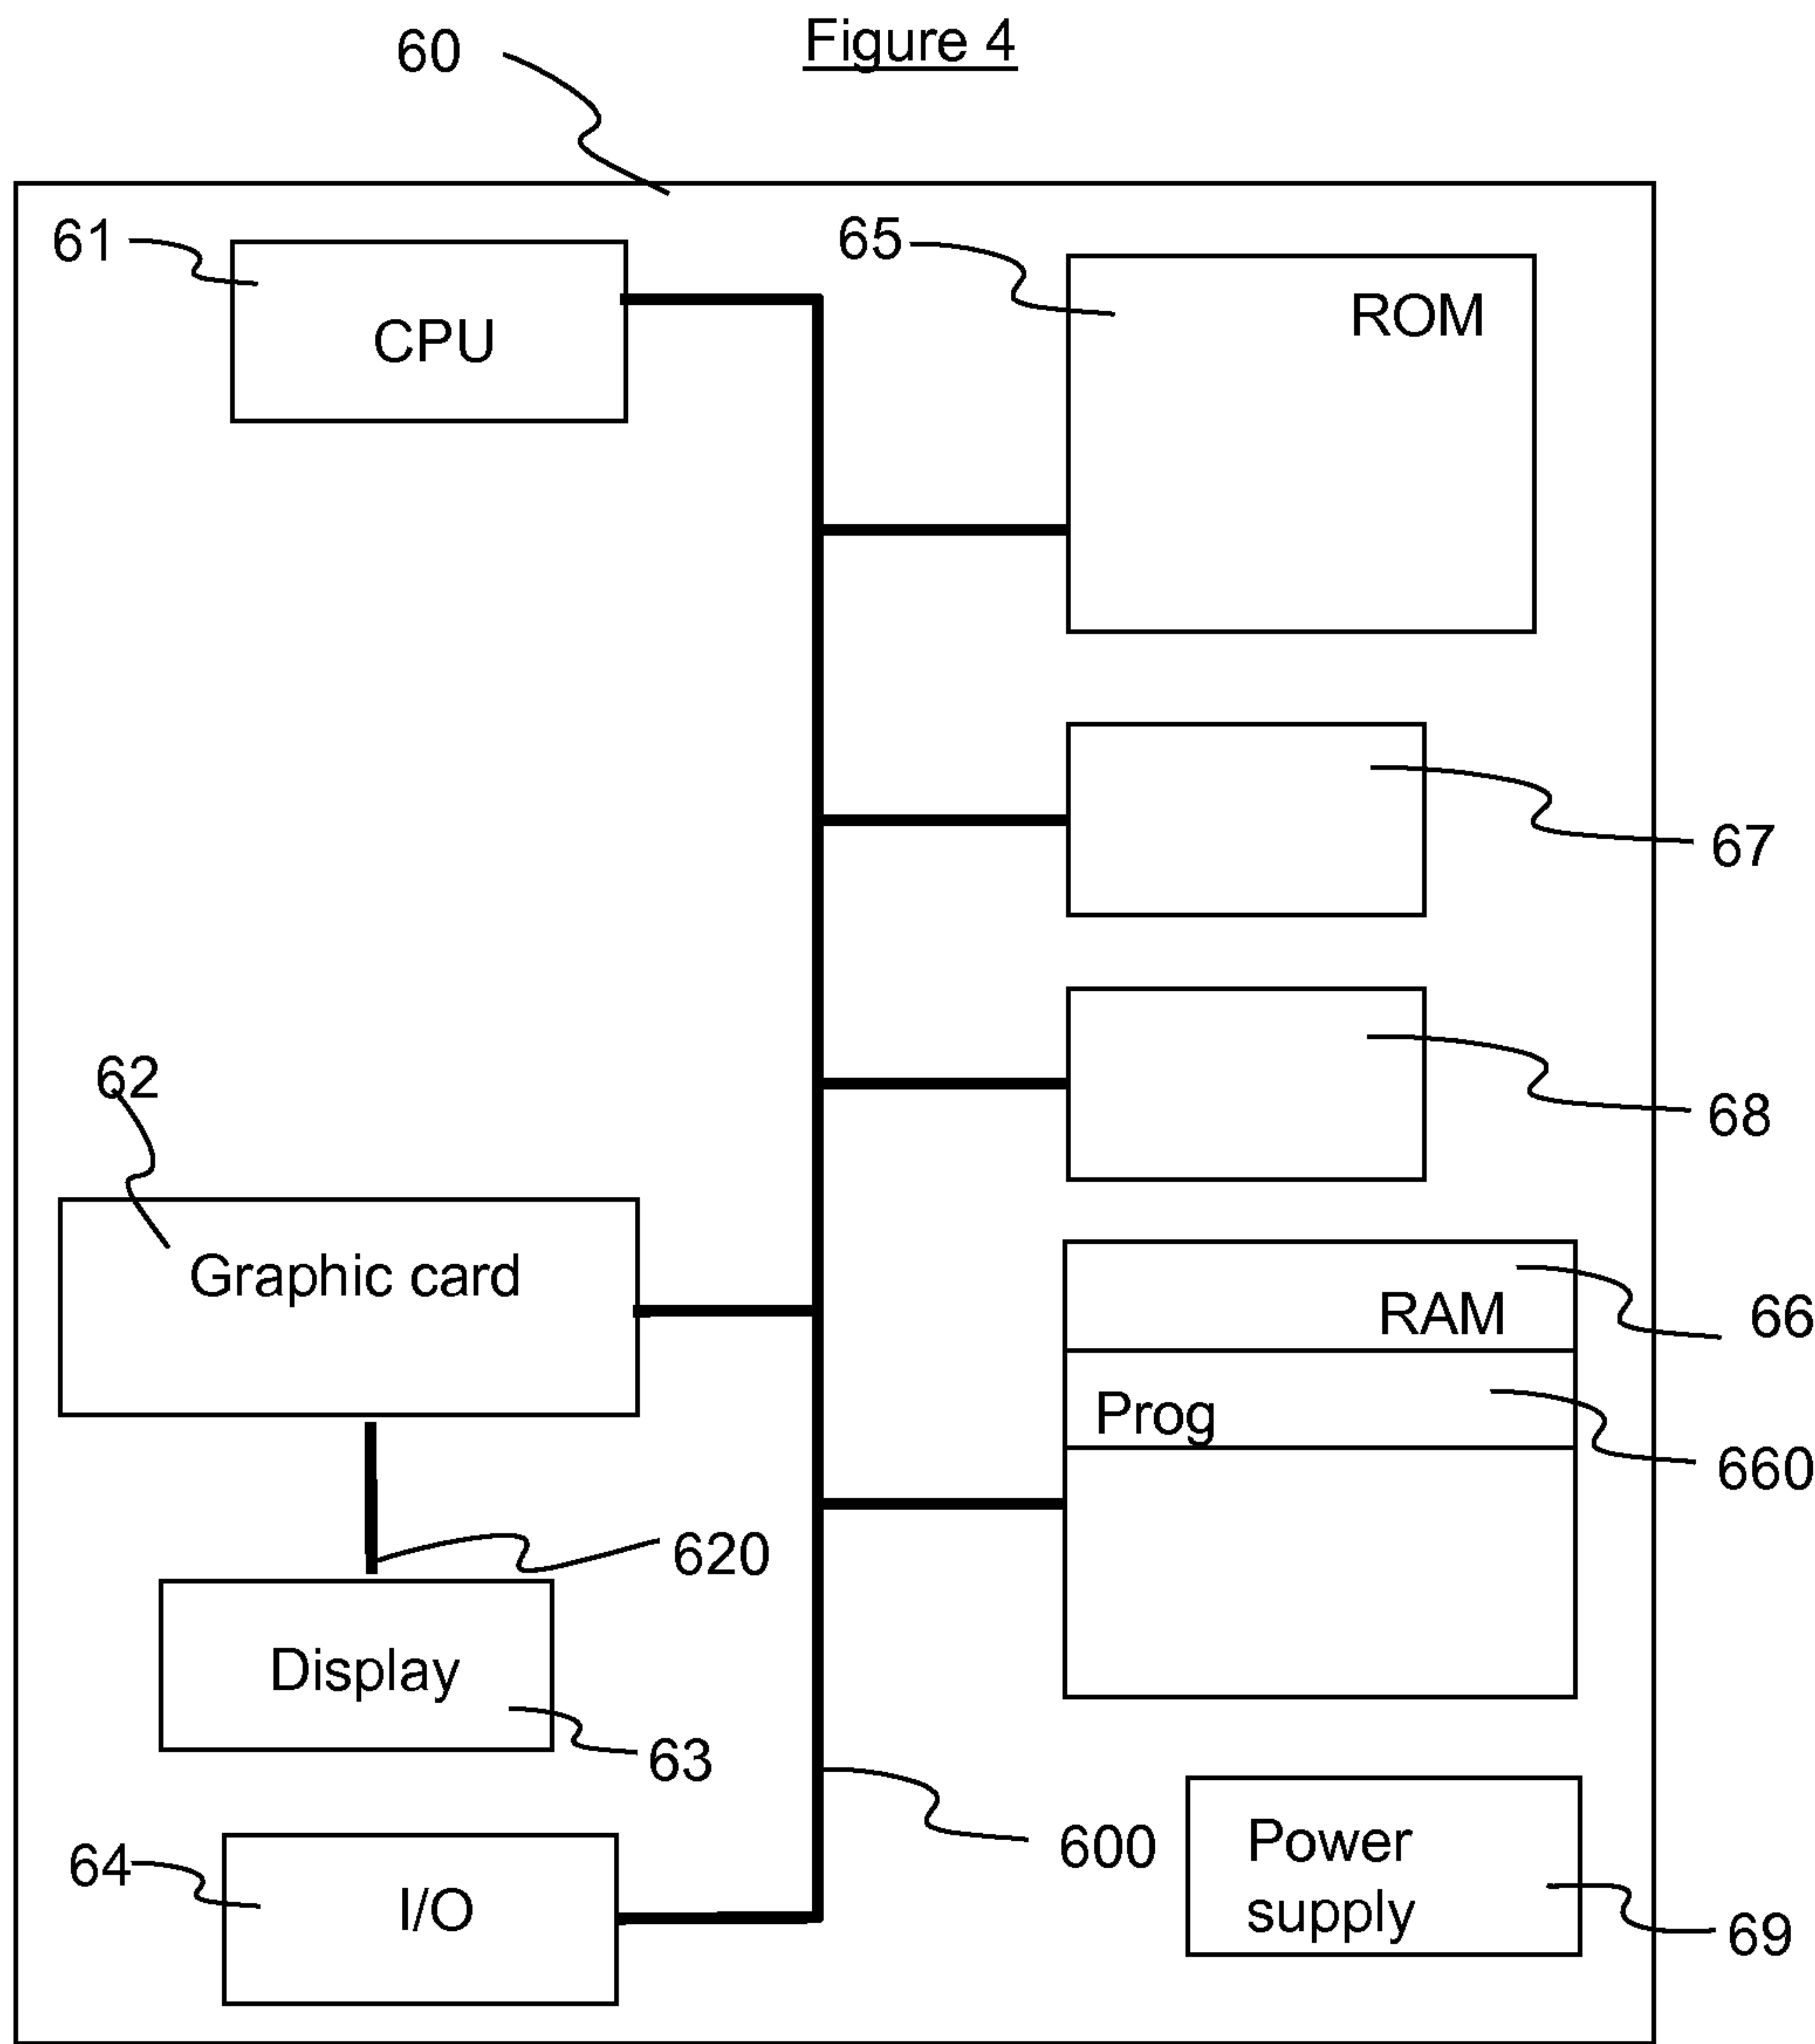 Figure 4
60
61
CPU
65
ROM
67
68
62
Graphic card
RAM
66
Prog
660
620
Display
63
600
64
I/O
Power
supply
69